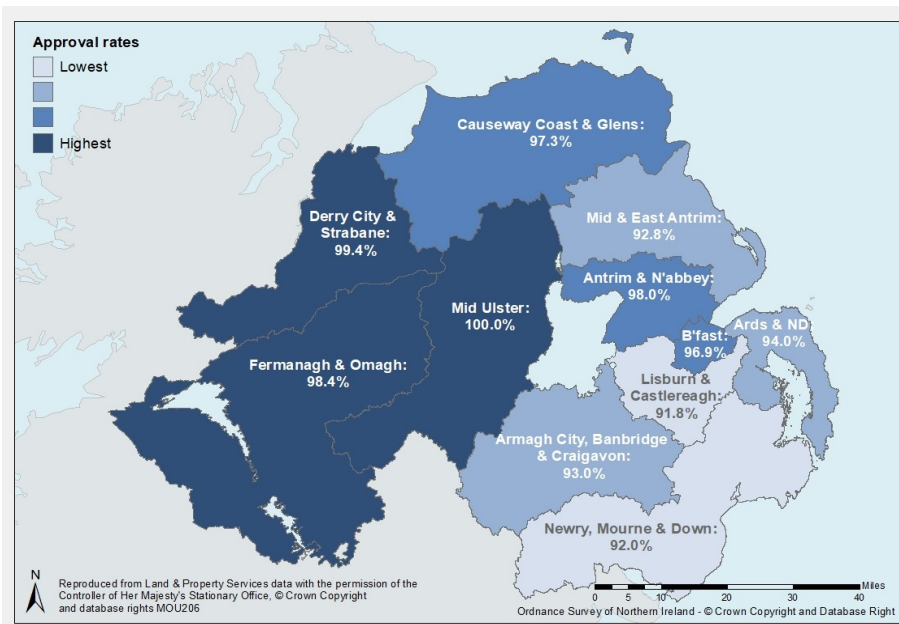 Approval rates
Lowest
Highest
Causeway Coast & Glens:
97.3%
Derry City &
Strabane:
99.4%
Mid & East Antrim:
92.8%
Antrim & N'abbey:
98.0%
Mid Ulster:
100.0%
B'fast:
96.9%
Ards & ND:
94.0%
Fermanagh & Omagh:
98.4%
Lisburn &
Castlereagh:
91.8%
Armagh City, Banbridge
& Craigavon:
93.0%
Newry, Mourne & Down:
92.0%
N
Reproduced from Land & Property Services data with the permission of the
Controller of Her Majesty's Stationary Office, © Crown Copyright
and database rights MOU206
Miles
0 5 10 20 30 40
Ordnance Survey of Northern Ireland - © Crown Copyright and Database Right